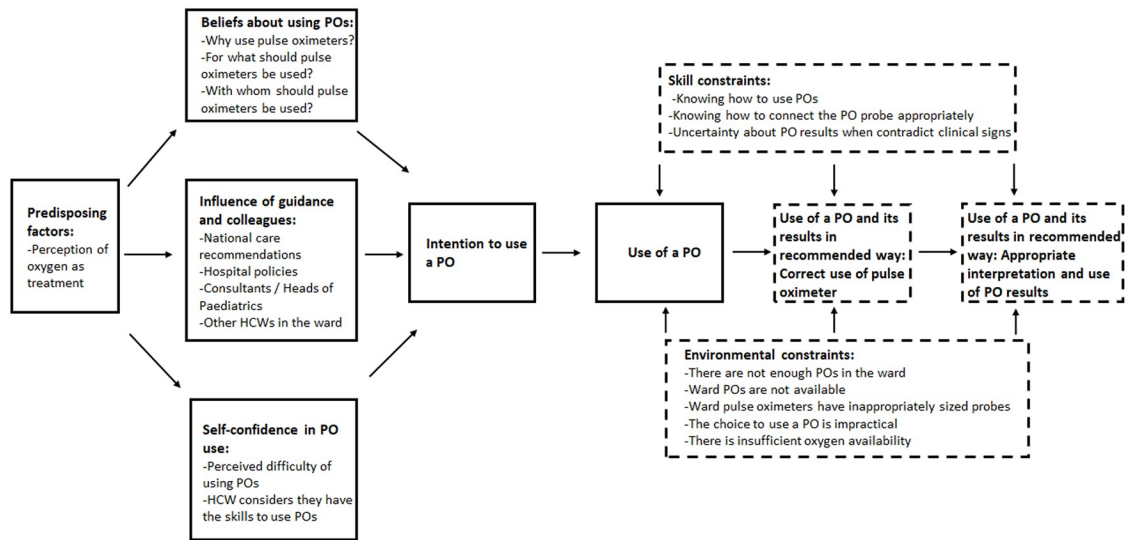 Beliefs about using POs:
-Why use pulse oximeters?
-For what should pulse
oximeters be used?
-With whom should pulse
oximeters be used?
Predisposing
factors:
-Perception of
oxygen as
treatment
Influence of guidance
and colleagues:
-National care
recommendations
-Hospital policies
-Consultants / Heads of
Paediatrics
-Other HCWs in the ward
Self-confidence in PO
use:
-Perceived difficulty of
using POs
-HCW considers they have
the skills to use POs
Intention to use
a PO
Skill constraints:
-Knowing how to use POs
-Knowing how to connect the PO probe appropriately
-Uncertainty about PO results when contradict clinical signs
Use of a PO
Use of a PO and its
results in
recommended way:
Correct use of pulse
oximeter
Use of a PO and its
results in recommended
way: Appropriate
interpretation and use
of PO results
Environmental constraints:
-There are not enough POs in the ward
-Ward POs are not available
-Ward pulse oximeters have inappropriately sized probes
-The choice to use a PO is impractical
-There is insufficient oxygen availability